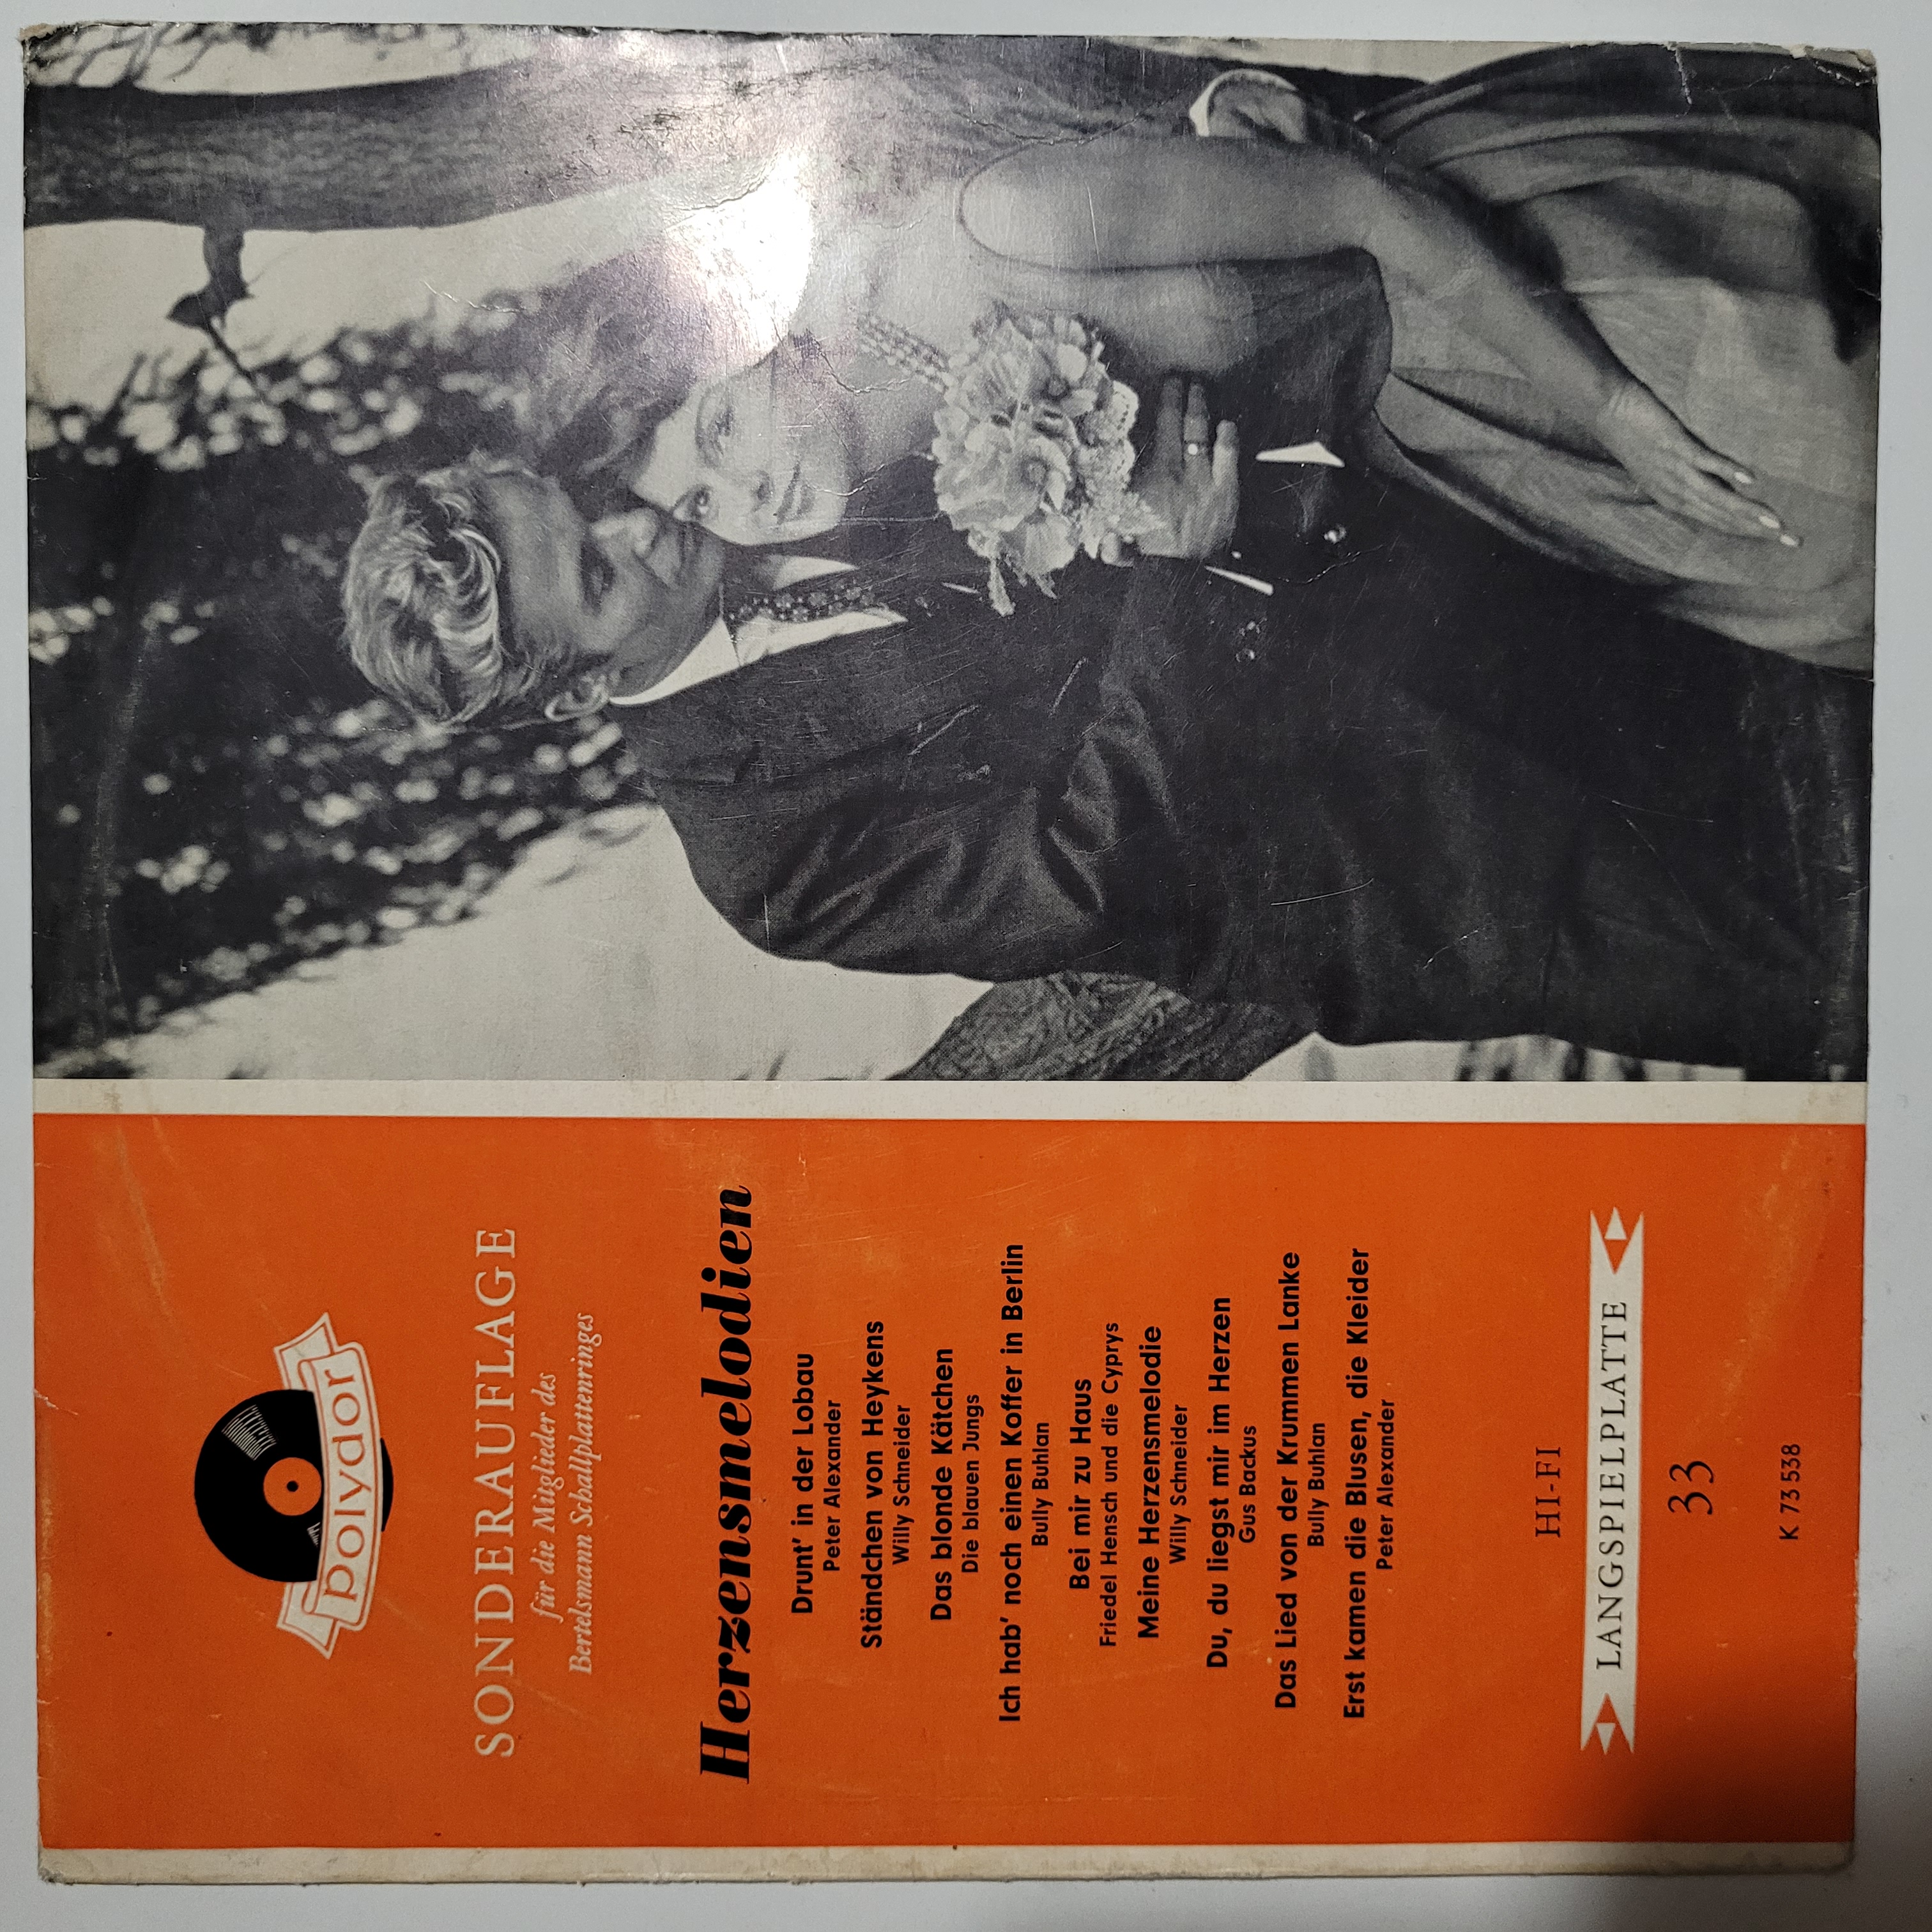 polydor
SONDERAUFLAGE
für die Mitglieder des
Bertelsmann Schallplattenringes
Herzensmelodien
Drunt' in der Lobau
Peter Alexander
Ständchen von Heykens
Willy Schneider
Das blonde Kätchen
Die blauen Jungs
Ich hab' noch einen Koffer in Berlin
Bully Buhlan
Bei mir zu Haus
Friedel Hensch und die Cyprys
Meine Herzensmelodie
Willy Schneider
Du, du liegst mir im Herzen
Gus Backus
Das Lied von der Krummen Lanke
Bully Buhlan
Erst kamen die Blusen, die Kleider
Peter Alexander
HI-FI
LANGSPIELPLATTE
33
K 73 538